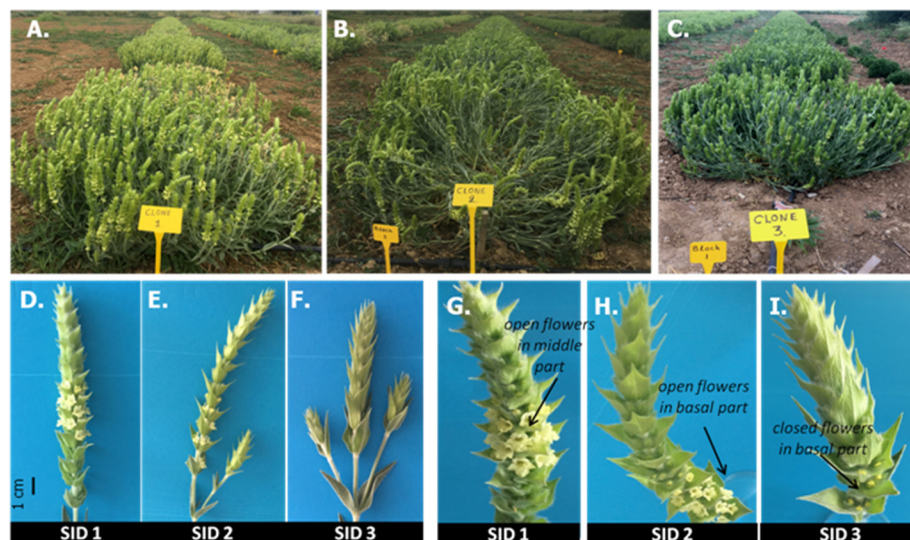 A.
CLONE
1
B.
Block
1
CLONE
2.
C.
Block
1
CLONE
3.
D.
1 cm
SID 1
E.
SID 2
F.
SID 3
G.
open flowers
in middle
part
SID 1
H.
open flowers
in basal part
SID 2
I.
closed flowers
in basal part
SID 3